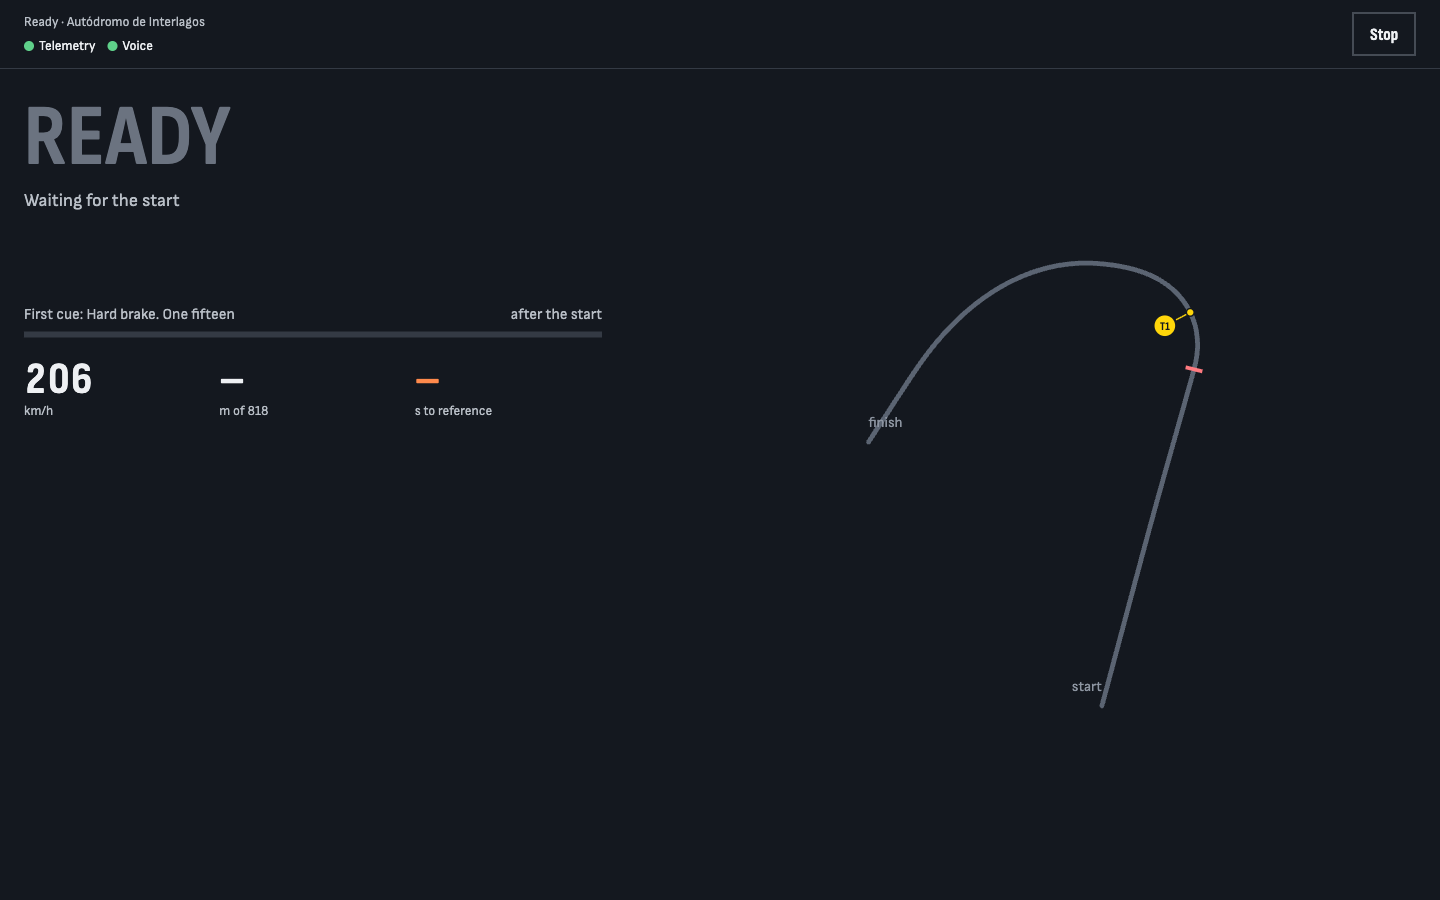 Ready · Autódromo de Interlagos
Telemetry Voice
Stop
READY
Waiting for the start
First cue: Hard brake. One fifteen
after the start
206
km/h
—
m of 818
—
s to reference
T1
finish
start